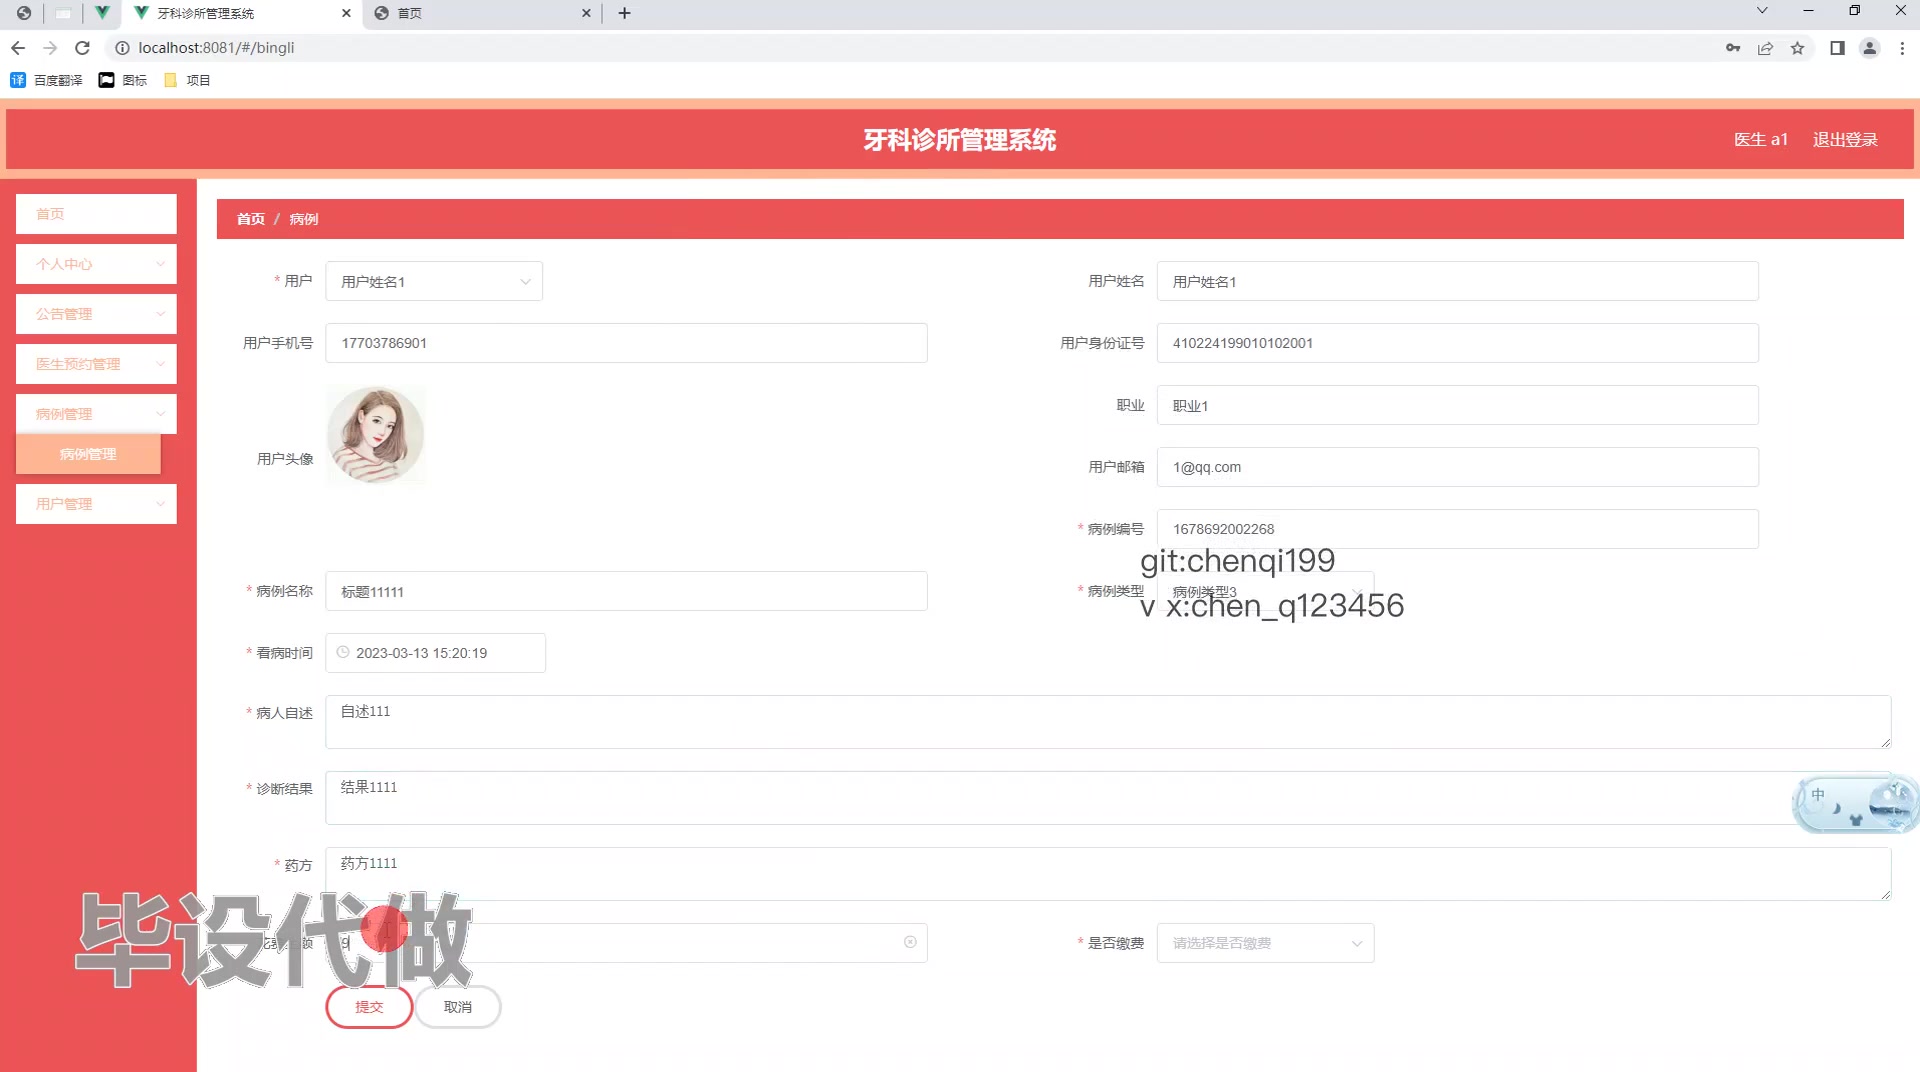 牙科诊所管理系统
首页
localhost:8081/#/bingli
百度翻译
图标
项目
牙科诊所管理系统
医生 a1
退出登录
首页
个人中心
公告管理
医生预约管理
病例管理
病例管理
用户管理
首页 / 病例
* 用户
用户姓名1
用户姓名
用户姓名1
用户手机号
17703786901
用户身份证号
410224199010102001
用户头像
职业
职业1
用户邮箱
1@qq.com
* 病例编号
1678692002268
git:chenqi199
* 病例名称
标题11111
* 病例类型
病例类型3
v x:chen_q123456
* 看病时间
2023-03-13 15:20:19
* 病人自述
自述111
* 诊断结果
结果1111
中
* 药方
药方1111
毕设代做
9
* 是否缴费
请选择是否缴费
提交
取消